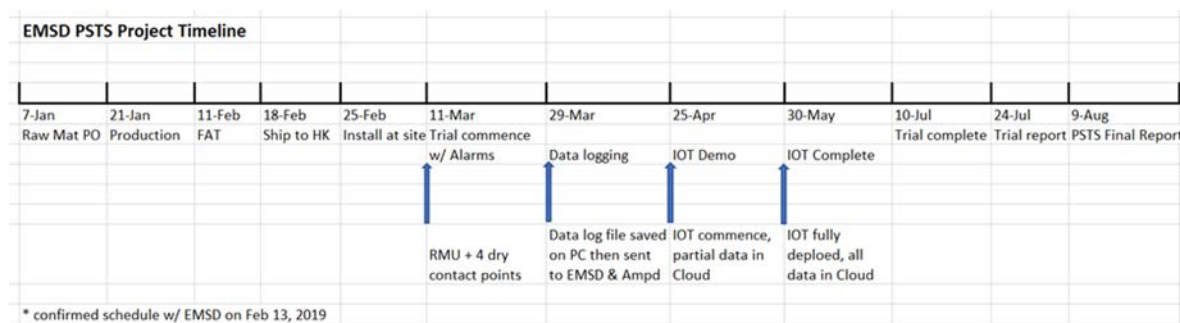 EMSD PSTS Project Timeline
7-Jan 21-Jan 11-Feb 18-Feb 25-Feb 11-Mar 29-Mar 25-Apr 30-May 10-Jul 24-Jul 9-Aug
Raw Mat PO Production FAT Ship to HK Install at site Trial commence Trial complete Trial report PSTS Final Report
w/ Alarms Data logging IOT Demo IOT Complete
Data log file saved IOT commence, IOT fully
RMU + 4 dry on PC then sent partial data in deploed, all
contact points to EMSD & Ampd Cloud data in Cloud
* confirmed schedule w/ EMSD on Feb 13, 2019